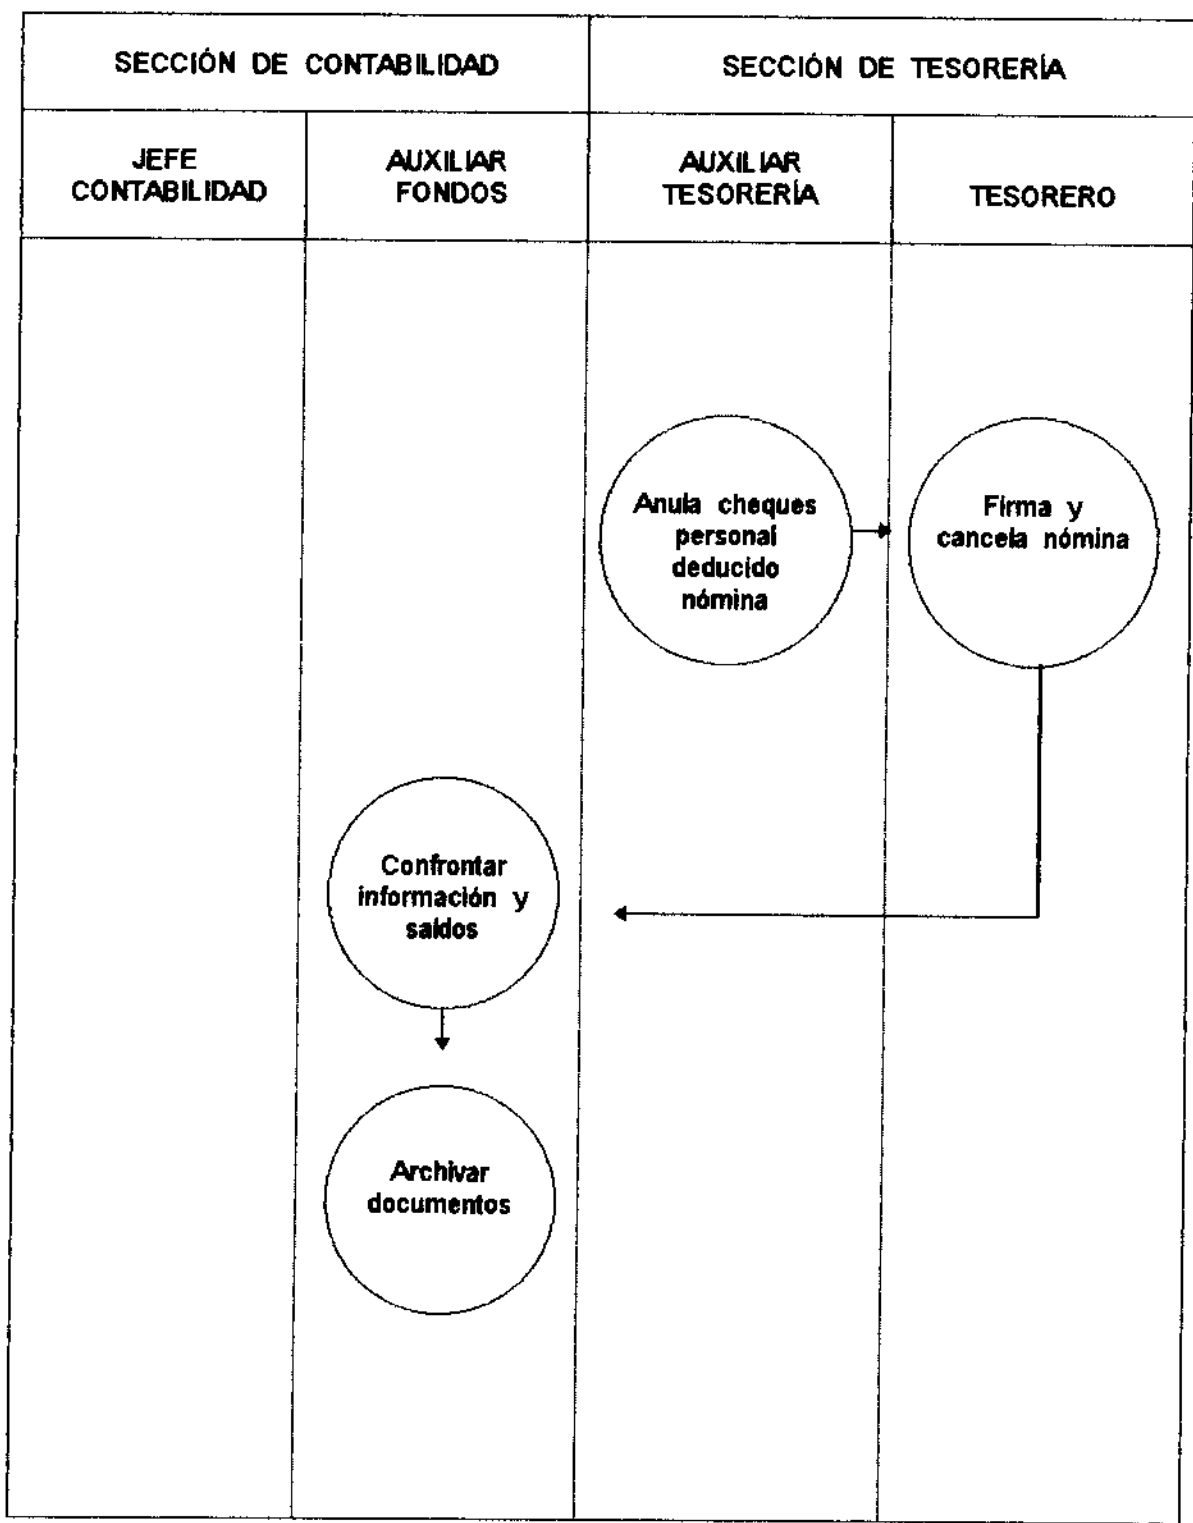 SECCIÓN DE CONTABILIDAD
SECCIÓN DE TESORERÍA
JEFE
CONTABILIDAD
AUXILIAR
FONDOS
AUXILIAR
TESORERÍA
TESORERO
Anula cheques
personal
deducido
nómina
Firma y
cancela nómina
Confrontar
información y
saldos
Archivar
documentos